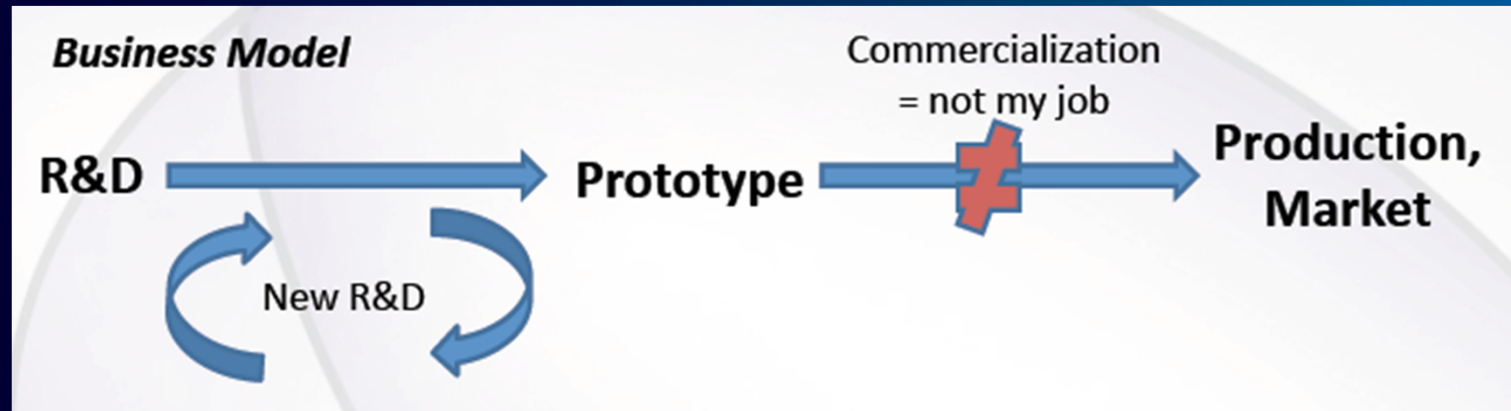 Business Model
Commercialization
= not my job
R&D
Prototype
Production,
Market
New R&D